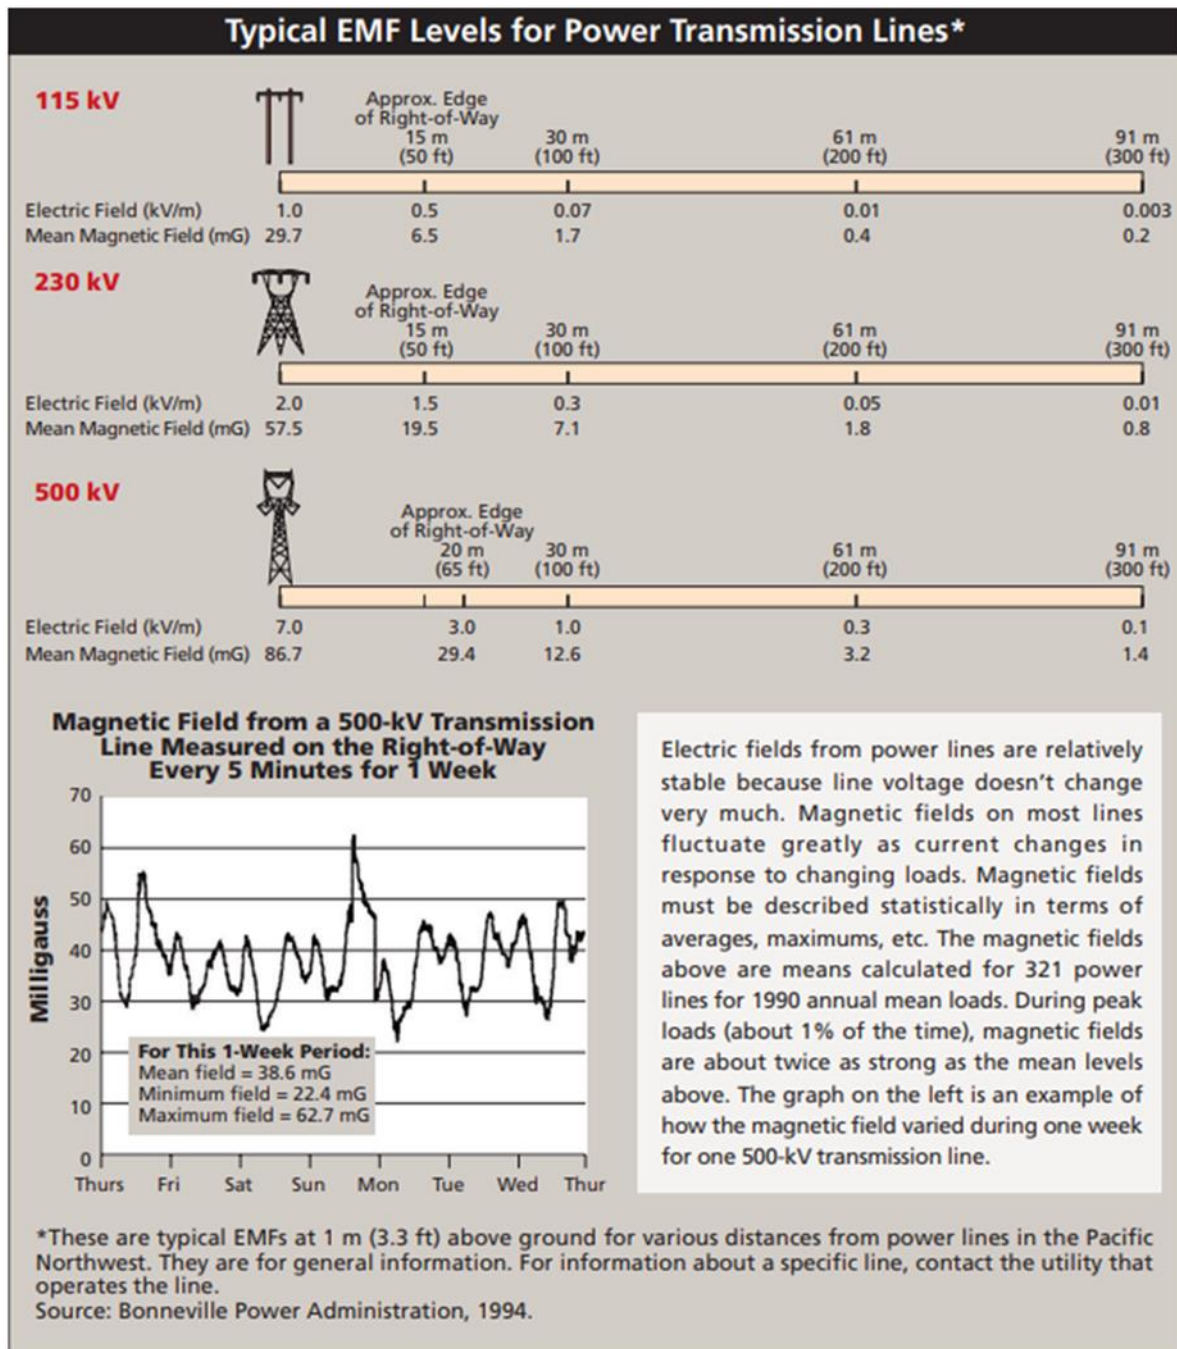 Typical EMF Levels for Power Transmission Lines*
115 kV
Approx. Edge
of Right-of-Way
15 m 30 m 61 m 91 m
(50 ft) (100 ft) (200 ft) (300 ft)
Electric Field (kV/m) 1.0 0.5 0.07 0.01 0.003
Mean Magnetic Field (mG) 29.7 6.5 1.7 0.4 0.2
230 kV
Approx. Edge
of Right-of-Way
15 m 30 m 61 m 91 m
(50 ft) (100 ft) (200 ft) (300 ft)
Electric Field (kV/m) 2.0 1.5 0.3 0.05 0.01
Mean Magnetic Field (mG) 57.5 19.5 7.1 1.8 0.8
500 kV
Approx. Edge
of Right-of-Way
20 m 30 m 61 m 91 m
(65 ft) (100 ft) (200 ft) (300 ft)
Electric Field (kV/m) 7.0 3.0 1.0 0.3 0.1
Mean Magnetic Field (mG) 86.7 29.4 12.6 3.2 1.4
Magnetic Field from a 500-kV Transmission
Line Measured on the Right-of-Way
Every 5 Minutes for 1 Week
70
60
50
40
30
20
10
0
Milligauss
For This 1-Week Period:
Mean field = 38.6 mG
Minimum field = 22.4 mG
Maximum field = 62.7 mG
Thurs Fri Sat Sun Mon Tue Wed Thur
Electric fields from power lines are relatively
stable because line voltage doesn't change
very much. Magnetic fields on most lines
fluctuate greatly as current changes in
response to changing loads. Magnetic fields
must be described statistically in terms of
averages, maximums, etc. The magnetic fields
above are means calculated for 321 power
lines for 1990 annual mean loads. During peak
loads (about 1% of the time), magnetic fields
are about twice as strong as the mean levels
above. The graph on the left is an example of
how the magnetic field varied during one week
for one 500-kV transmission line.
*These are typical EMFs at 1 m (3.3 ft) above ground for various distances from power lines in the Pacific
Northwest. They are for general information. For information about a specific line, contact the utility that
operates the line.
Source: Bonneville Power Administration, 1994.